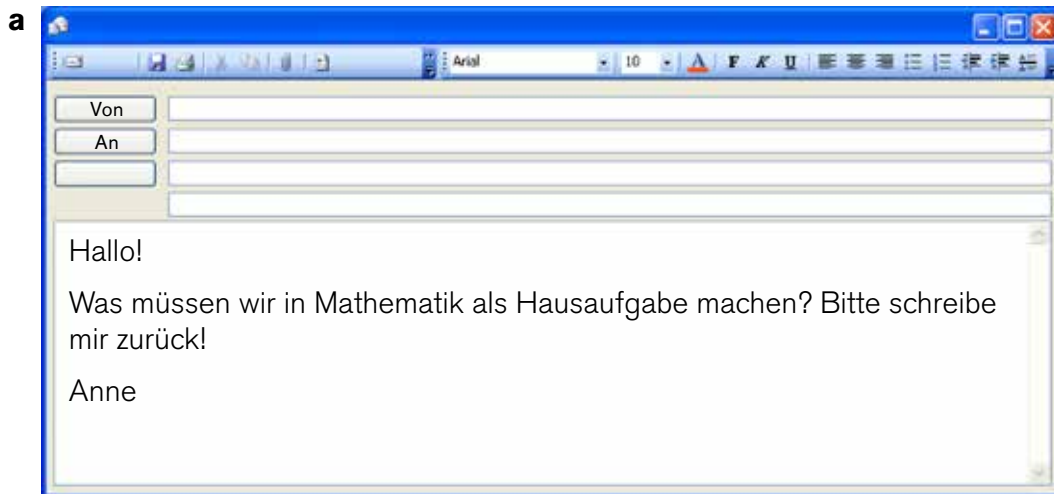 a
Arial 10 F K U
Von
An
Hallo!
Was müssen wir in Mathematik als Hausaufgabe machen? Bitte schreibe
mir zurück!
Anne